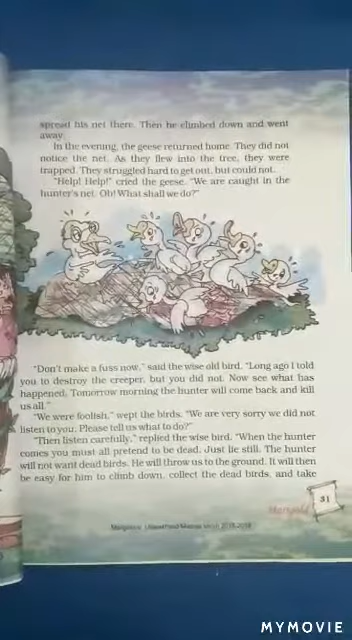 spread his net there. Then he climbed down and went
away.
In the evening, the geese returned home. They did not
notice the net. As they flew into the tree, they were
trapped. They struggled hard to get out, but could not.
"Help! Help!" cried the geese. "We are caught in the
hunter's net. Oh! What shall we do?"
"Don't make a fuss now," said the wise old bird. "Long ago I told
you to destroy the creeper, but you did not. Now see what has
happened. Tomorrow morning the hunter will come back and kill
us all."
"We were foolish," wept the birds. "We are very sorry we did not
listen to you. Please tell us what to do?"
"Then listen carefully," replied the wise bird. "When the hunter
comes you must all pretend to be dead. Just lie still. The hunter
will not want dead birds. He will throw us to the ground. It will then
be easy for him to climb down, collect the dead birds, and take
31
Marigold
2018-2019
MYMOVIE